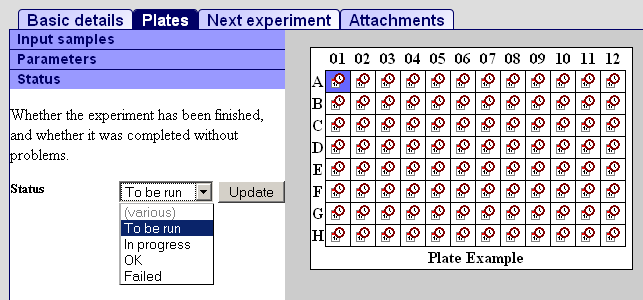 Basic details Plates Next experiment Attachments
Input samples
Parameters
Status
Whether the experiment has been finished,
and whether it was completed without
problems.
Status To be run Update
(various)
To be run
In progress
OK
Failed
01 02 03 04 05 06 07 08 09 10 11 12
A
B
C
D
E
F
G
H
Plate Example